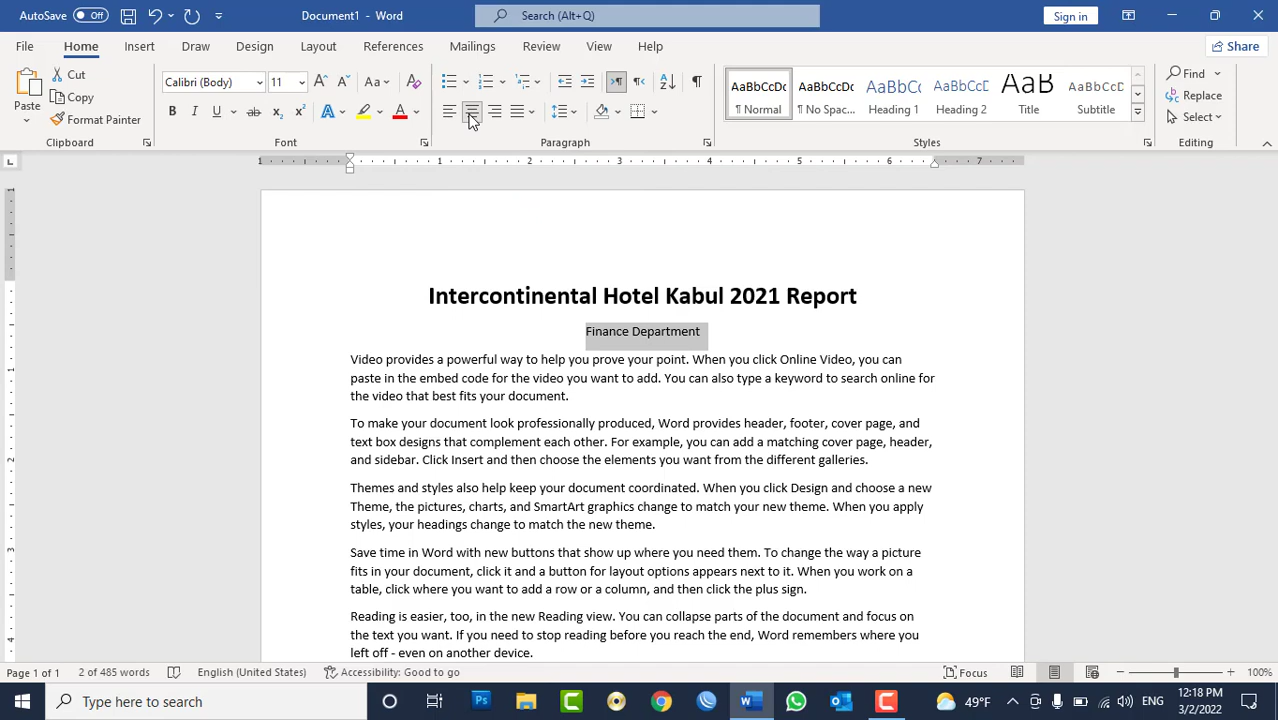 AutoSave Off Document1 - Word Search (Alt+Q) Sign in
File Home Insert Draw Design Layout References Mailings Review View Help Share
Paste Cut Copy Format Painter Clipboard
Calibri (Body) 11 Aa B I U ab x² x₂ A A Font
Paragraph
AaBbCcDc ¶ Normal AaBbCcDc ¶ No Spac... AaBbCc Heading 1 AaBbCcD Heading 2 AaB Title AaBbCcD Subtitle Styles
Find Replace Select Editing
1 1 2 3 4 5 6 7
Intercontinental Hotel Kabul 2021 Report
Finance Department
Video provides a powerful way to help you prove your point. When you click Online Video, you can
paste in the embed code for the video you want to add. You can also type a keyword to search online for
the video that best fits your document.
To make your document look professionally produced, Word provides header, footer, cover page, and
text box designs that complement each other. For example, you can add a matching cover page, header,
and sidebar. Click Insert and then choose the elements you want from the different galleries.
Themes and styles also help keep your document coordinated. When you click Design and choose a new
Theme, the pictures, charts, and SmartArt graphics change to match your new theme. When you apply
styles, your headings change to match the new theme.
Save time in Word with new buttons that show up where you need them. To change the way a picture
fits in your document, click it and a button for layout options appears next to it. When you work on a
table, click where you want to add a row or a column, and then click the plus sign.
Reading is easier, too, in the new Reading view. You can collapse parts of the document and focus on
the text you want. If you need to stop reading before you reach the end, Word remembers where you
left off - even on another device.
Page 1 of 1 2 of 485 words English (United States) Accessibility: Good to go Focus 100%
Type here to search 49°F ENG 12:18 PM
3/2/2022